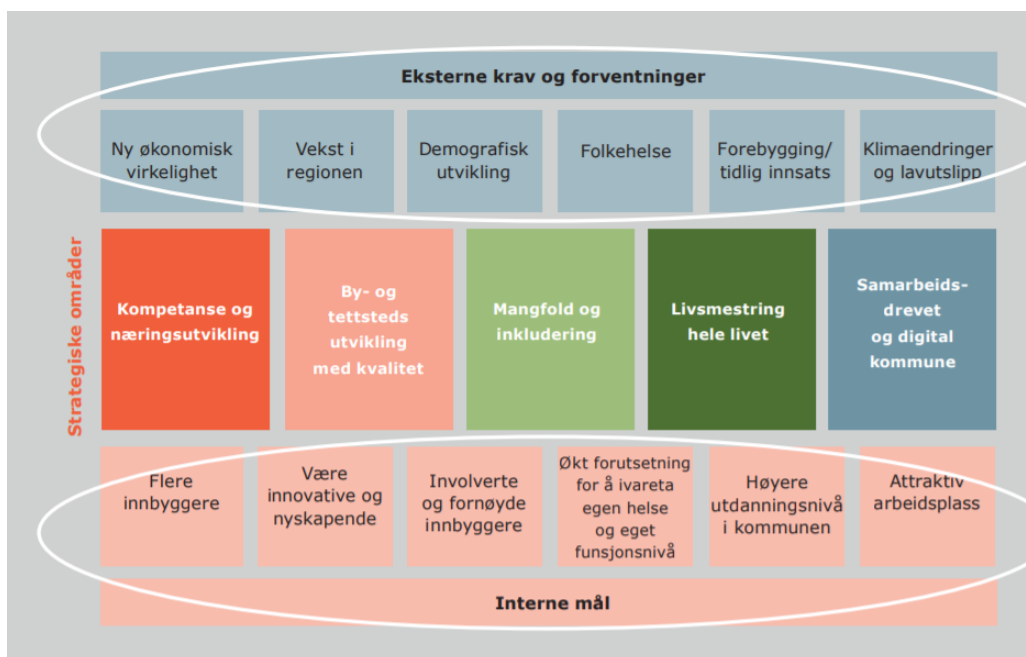 Eksterne krav og forventninger
Ny økonomisk
virkelighet
Vekst i
regionen
Demografisk
utvikling
Folkehelse
Forebygging/
tidlig innsats
Klimaendringer
og lavutslipp
Strategiske områder
Kompetanse og
næringsutvikling
By- og
tettsteds
utvikling
med kvalitet
Mangfold og
inkludering
Livsmestring
hele livet
Samarbeids-
drevet
og digital
kommune
Flere
innbyggere
Være
innovative og
nyskapende
Involverte
og fornøyde
innbyggere
Økt forutsetning
for å ivareta
egen helse
og eget
funsjonsnivå
Høyere
utdanningsnivå
i kommunen
Attraktiv
arbeidsplass
Interne mål